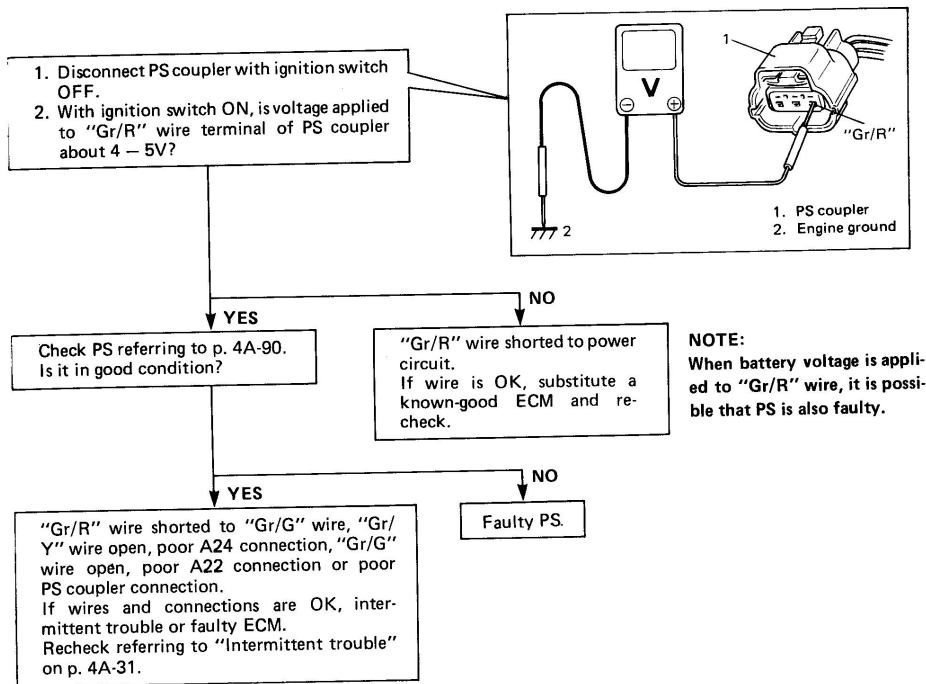 1. Disconnect PS coupler with ignition switch
OFF.
2. With ignition switch ON, is voltage applied
to "Gr/R" wire terminal of PS coupler
about 4 – 5V?
1
V
"Gr/R"
2
1. PS coupler
2. Engine ground
YES
NO
Check PS referring to p. 4A-90.
Is it in good condition?
"Gr/R" wire shorted to power
circuit.
If wire is OK, substitute a
known-good ECM and re-
check.
NOTE:
When battery voltage is appli-
ed to "Gr/R" wire, it is possi-
ble that PS is also faulty.
YES
NO
"Gr/R" wire shorted to "Gr/G" wire, "Gr/
Y" wire open, poor A24 connection, "Gr/G"
wire open, poor A22 connection or poor
PS coupler connection.
If wires and connections are OK, inter-
mittent trouble or faulty ECM.
Recheck referring to "Intermittent trouble"
on p. 4A-31.
Faulty PS.